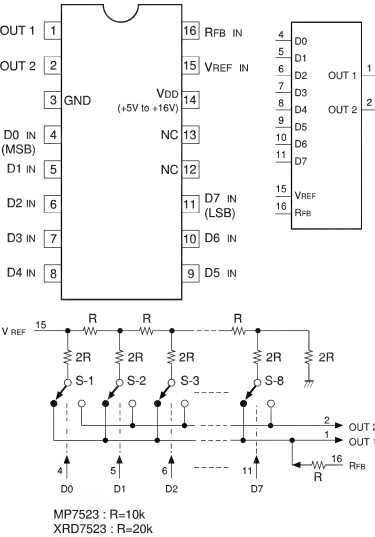 OUT 1 1 16 RFB IN
OUT 2 2 15 VREF IN
3 GND VDD 14
(+5V to +16V)
D0 IN 4 NC 13
(MSB)
D1 IN 5 NC 12
D2 IN 6 11 D7 IN
(LSB)
D3 IN 7 10 D6 IN
D4 IN 8 9 D5 IN
4 D0
5 D1
6 D2 OUT 1 1
7 D3
8 D4 OUT 2 2
9 D5
10 D6
11 D7
15 VREF
16 RFB
R R R
V REF 15
2R 2R 2R 2R 2R
S-1 S-2 S-3 S-8
2 OUT 2
1 OUT 1
4 5 6 11 16 RFB
R
D0 D1 D2 D7
MP7523 : R=10k
XRD7523 : R=20k